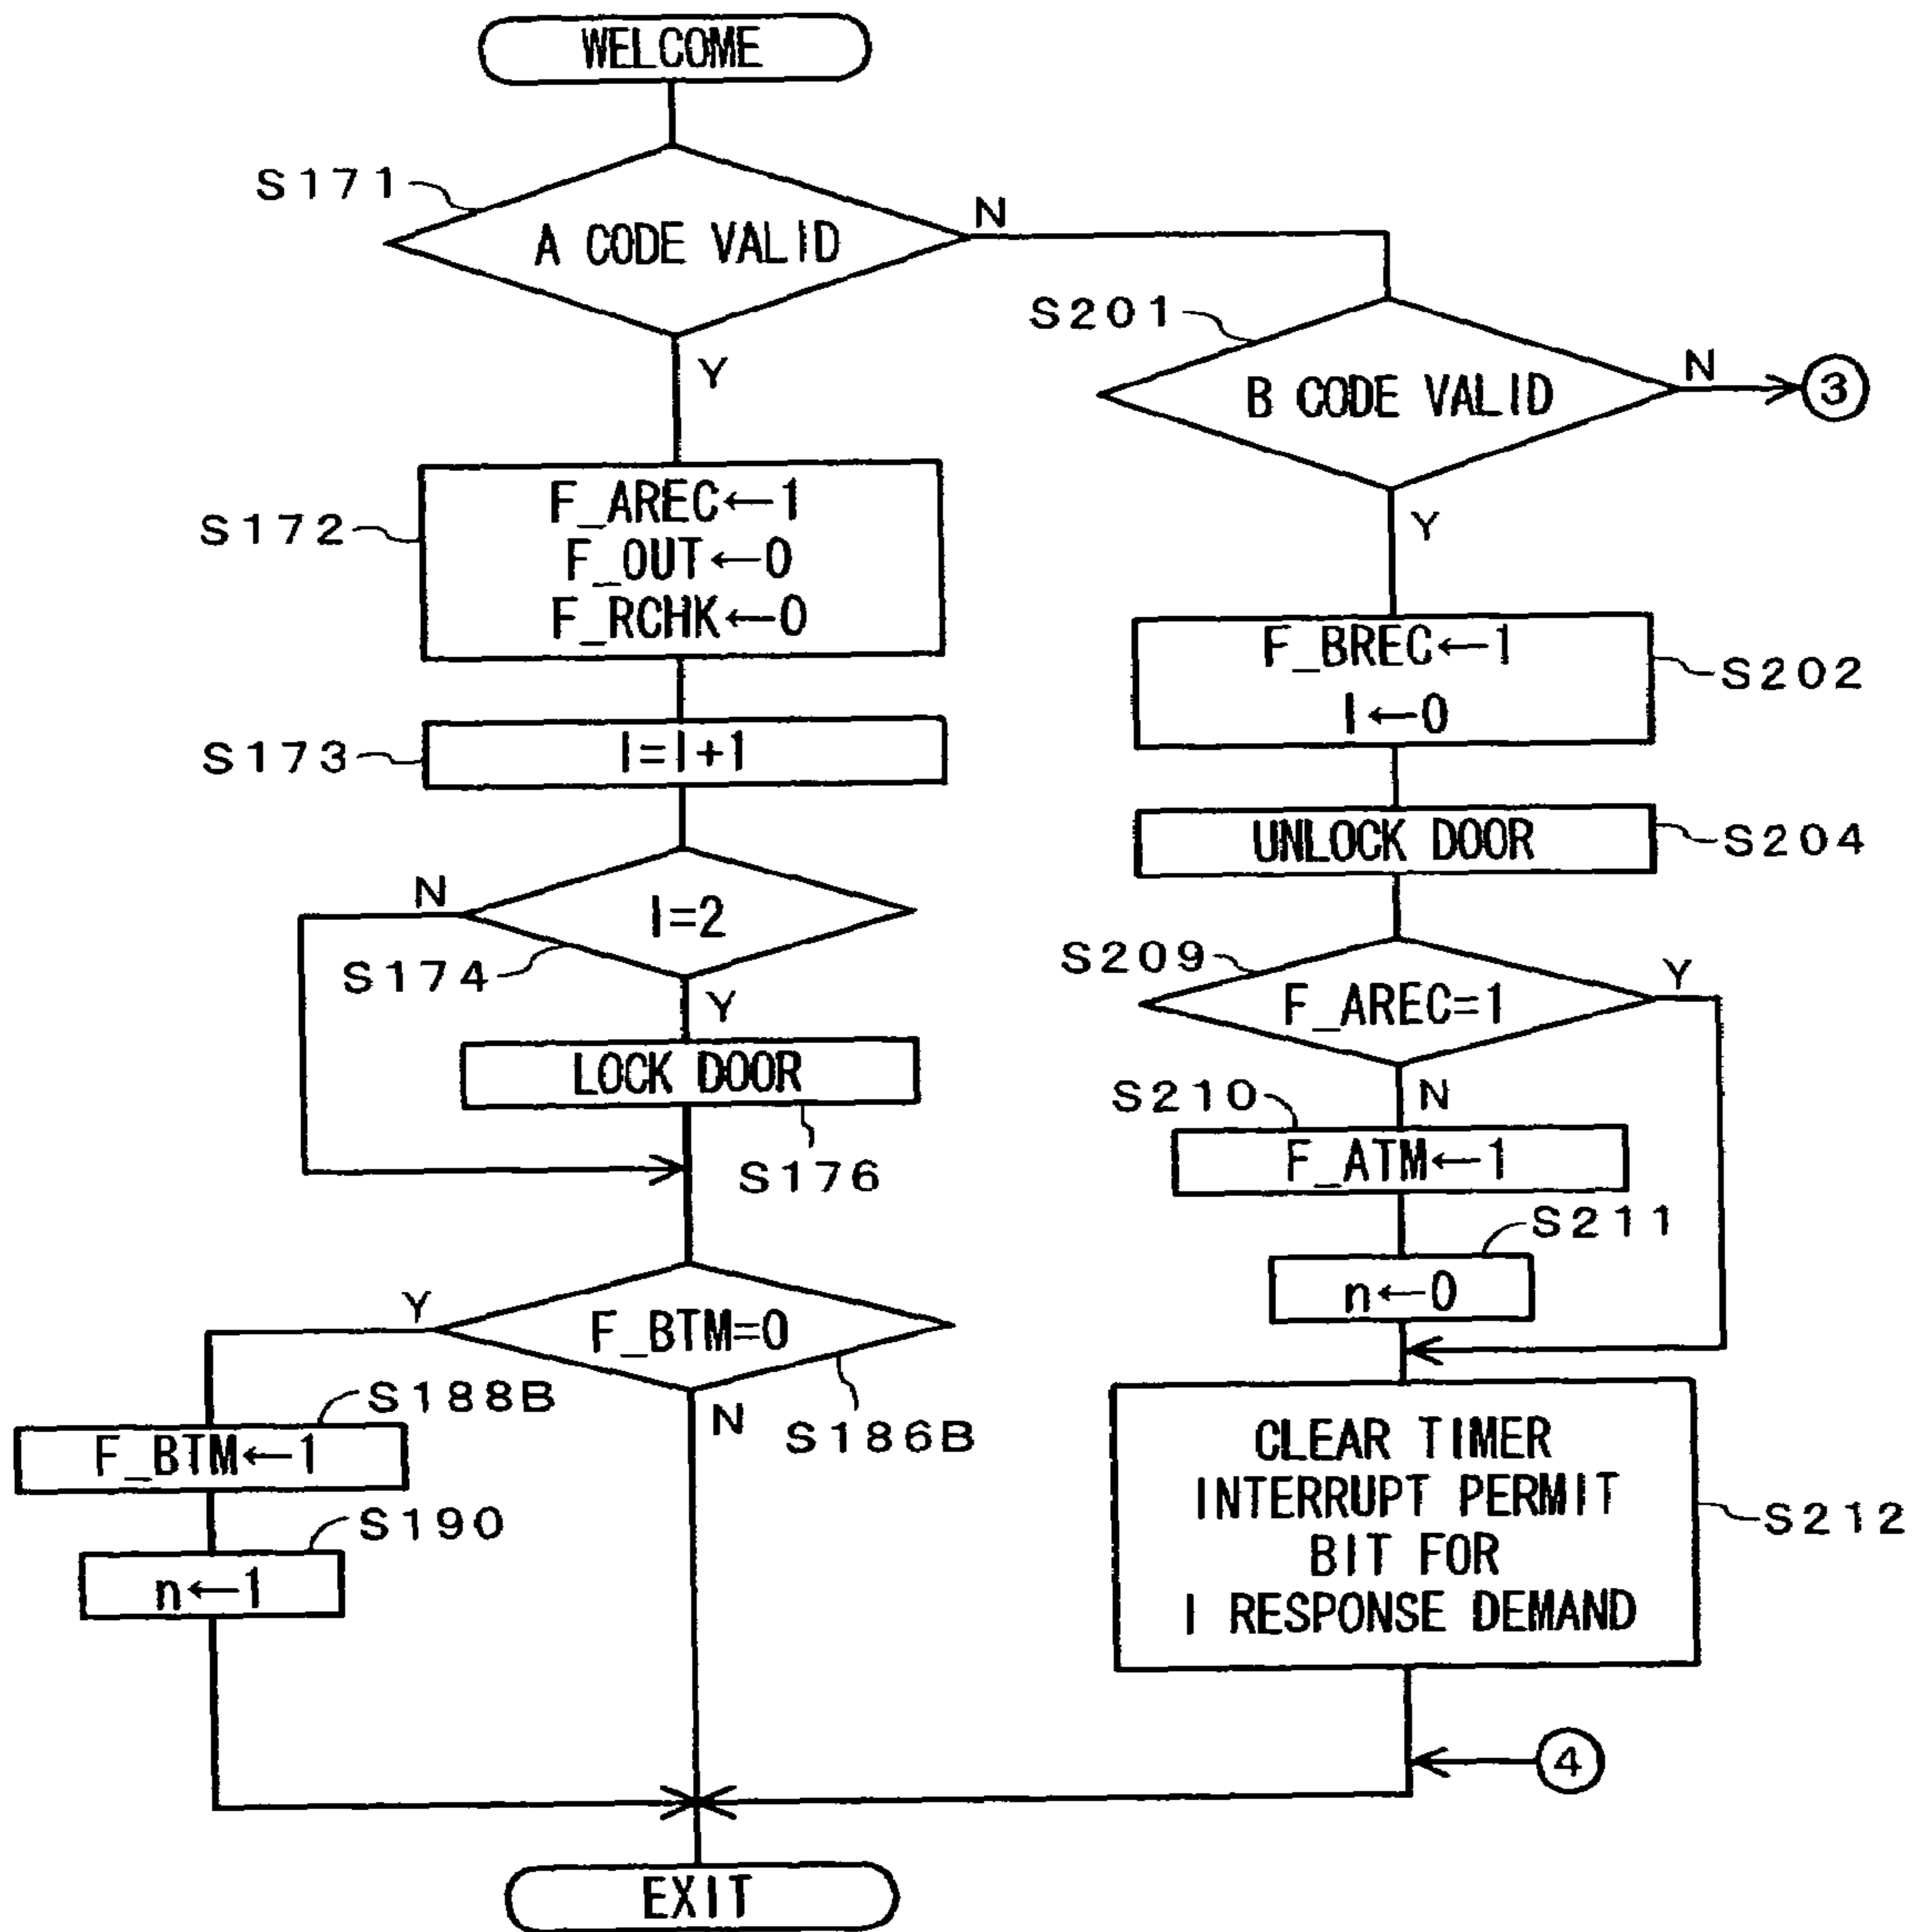 WELCOME
S171
A CODE VALID
N
Y
S201
B CODE VALID
N
3
Y
S172
F_AREC←1
F_OUT←0
F_RCHK←0
S173
I=I+1
N
I=2
S174
Y
LOCK DOOR
S176
Y
F_BTM=0
S186B
N
S188B
F_BTM←1
S190
n←1
F_BREC←1
I←0
S202
UNLOCK DOOR
S204
S209
F_AREC=1
Y
N
S210
F_ATM←1
S211
n←0
CLEAR TIMER
INTERRUPT PERMIT
BIT FOR
I RESPONSE DEMAND
S212
4
EXIT